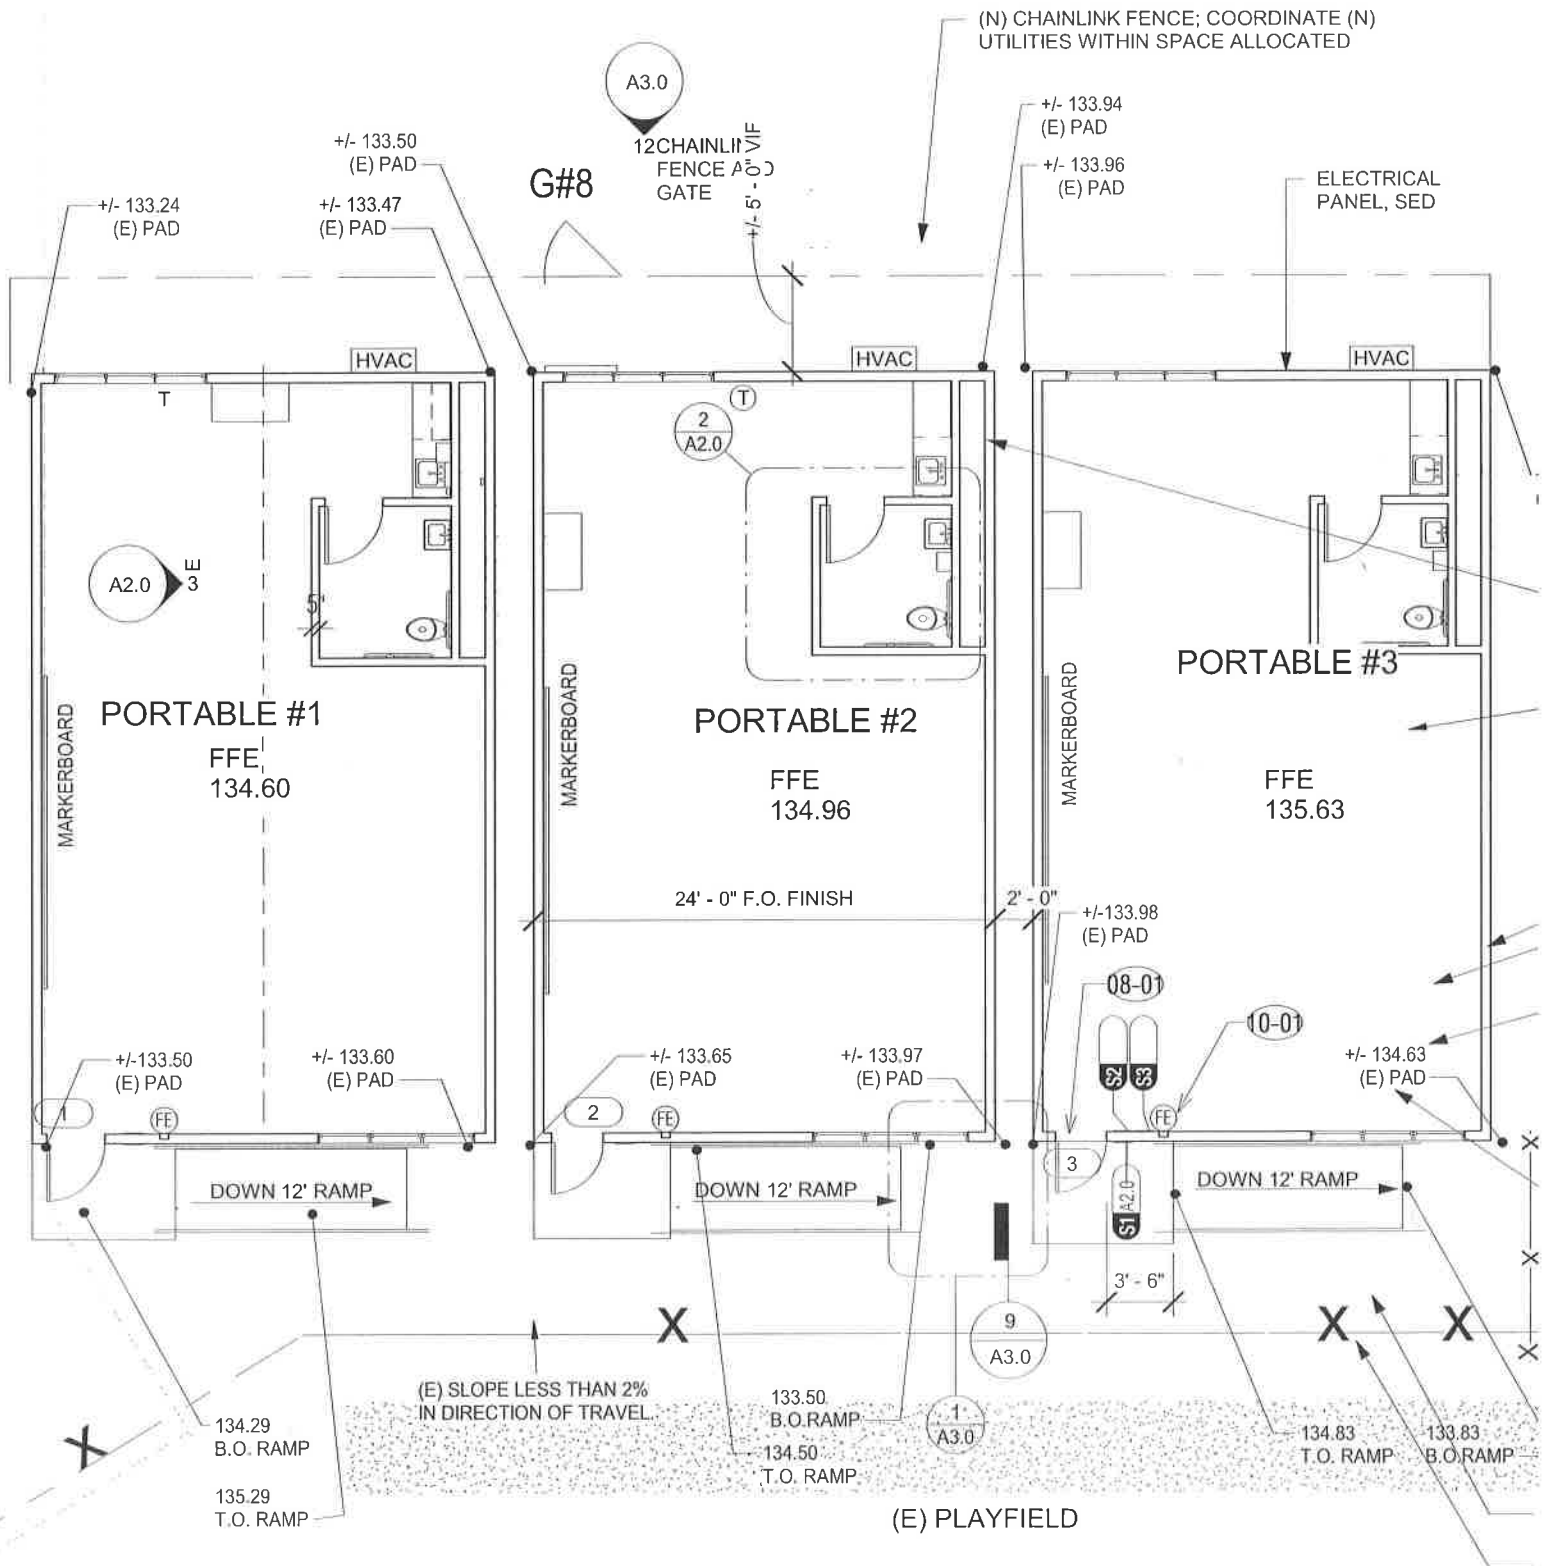 (N) CHAINLINK FENCE; COORDINATE (N)
UTILITIES WITHIN SPACE ALLOCATED
A3.0
12
CHAINLIN
FENCE A
GATE
+/- 5' - 0" VIF
G#8
+/- 133.50
(E) PAD
+/- 133.24
(E) PAD
+/- 133.47
(E) PAD
+/- 133.94
(E) PAD
+/- 133.96
(E) PAD
ELECTRICAL
PANEL, SED
HVAC
HVAC
HVAC
T
T
2
A2.0
A2.0
E
3
5'
MARKERBOARD
PORTABLE #1
FFE
134.60
MARKERBOARD
PORTABLE #2
FFE
134.96
MARKERBOARD
PORTABLE #3
FFE
135.63
24' - 0" F.O. FINISH
2' - 0"
+/-133.98
(E) PAD
08-01
10-01
S2
S3
+/-133.50
(E) PAD
+/- 133.60
(E) PAD
+/- 133.65
(E) PAD
+/- 133.97
(E) PAD
+/- 134.63
(E) PAD
1
FE
2
FE
3
FE
DOWN 12' RAMP
DOWN 12' RAMP
DOWN 12' RAMP
S1 A2.0
3' - 6"
X
X
X
X
X
X
X
9
A3.0
1
A3.0
(E) SLOPE LESS THAN 2%
IN DIRECTION OF TRAVEL.
134.29
B.O. RAMP
135.29
T.O. RAMP
133.50
B.O.RAMP
134.50
T.O. RAMP
134.83
T.O. RAMP
133.83
B.O.RAMP
(E) PLAYFIELD